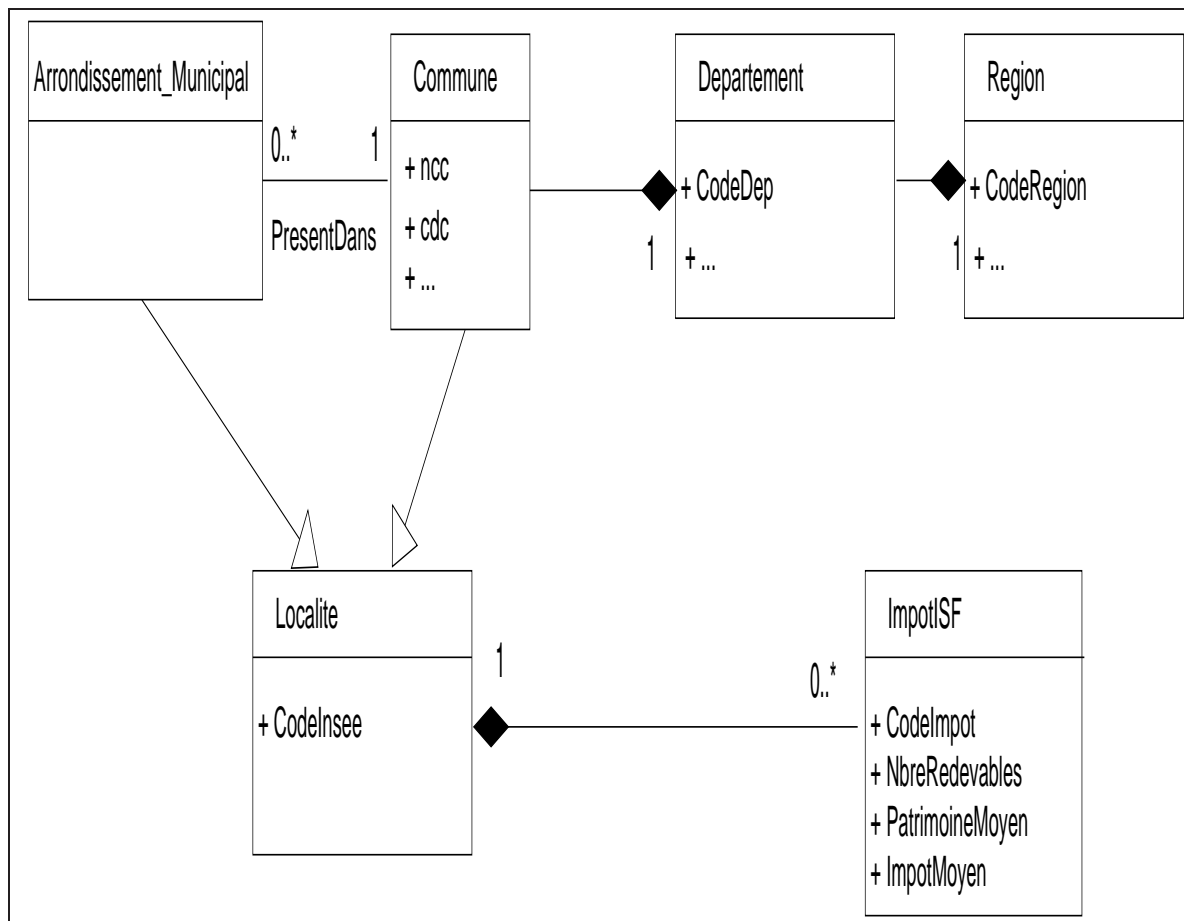 Arrondissement_Municipal
0..*
1
PresentDans
Commune
+ ncc
+ cdc
+ ...
Departement
+ CodeDep
+ ...
1
Region
+ CodeRegion
+ ...
1
Localite
+ CodeInsee
1
0..*
ImpotISF
+ CodeImpot
+ NbreRedevables
+ PatrimoineMoyen
+ ImpotMoyen